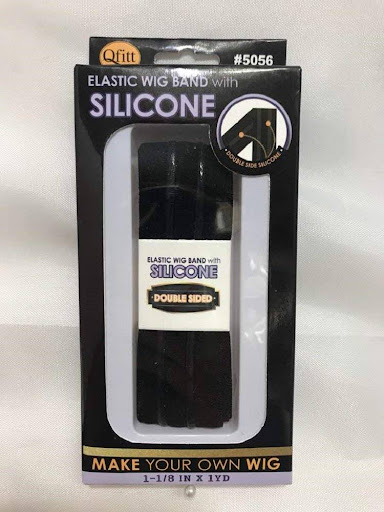 Qfitt
#5056
ELASTIC WIG BAND with
SILICONE
• DOUBLE SIDE SILICONE •
ELASTIC WIG BAND with
SILICONE
DOUBLE SIDED
MAKE YOUR OWN WIG
1-1/8 IN X 1YD